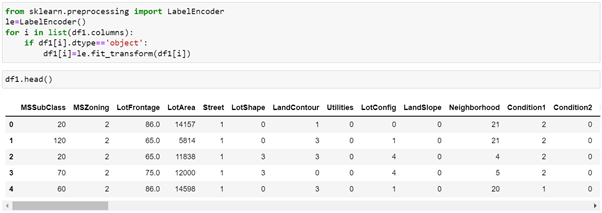 from sklearn.preprocessing import LabelEncoder
le=LabelEncoder()
for i in list(df1.columns):
    if df1[i].dtype=='object':
        df1[i]=le.fit_transform(df1[i])
df1.head()
MSSubClass MSZoning LotFrontage LotArea Street LotShape LandContour Utilities LotConfig LandSlope Neighborhood Condition1 Condition2
0 20 2 86.0 14157 1 0 1 0 0 0 21 2 0
1 120 2 65.0 5814 1 0 3 0 1 0 21 2 0
2 20 2 65.0 11838 1 3 3 0 4 0 4 2 0
3 70 2 75.0 12000 1 3 0 0 4 0 5 2 0
4 60 2 86.0 14598 1 0 3 0 1 0 20 1 0